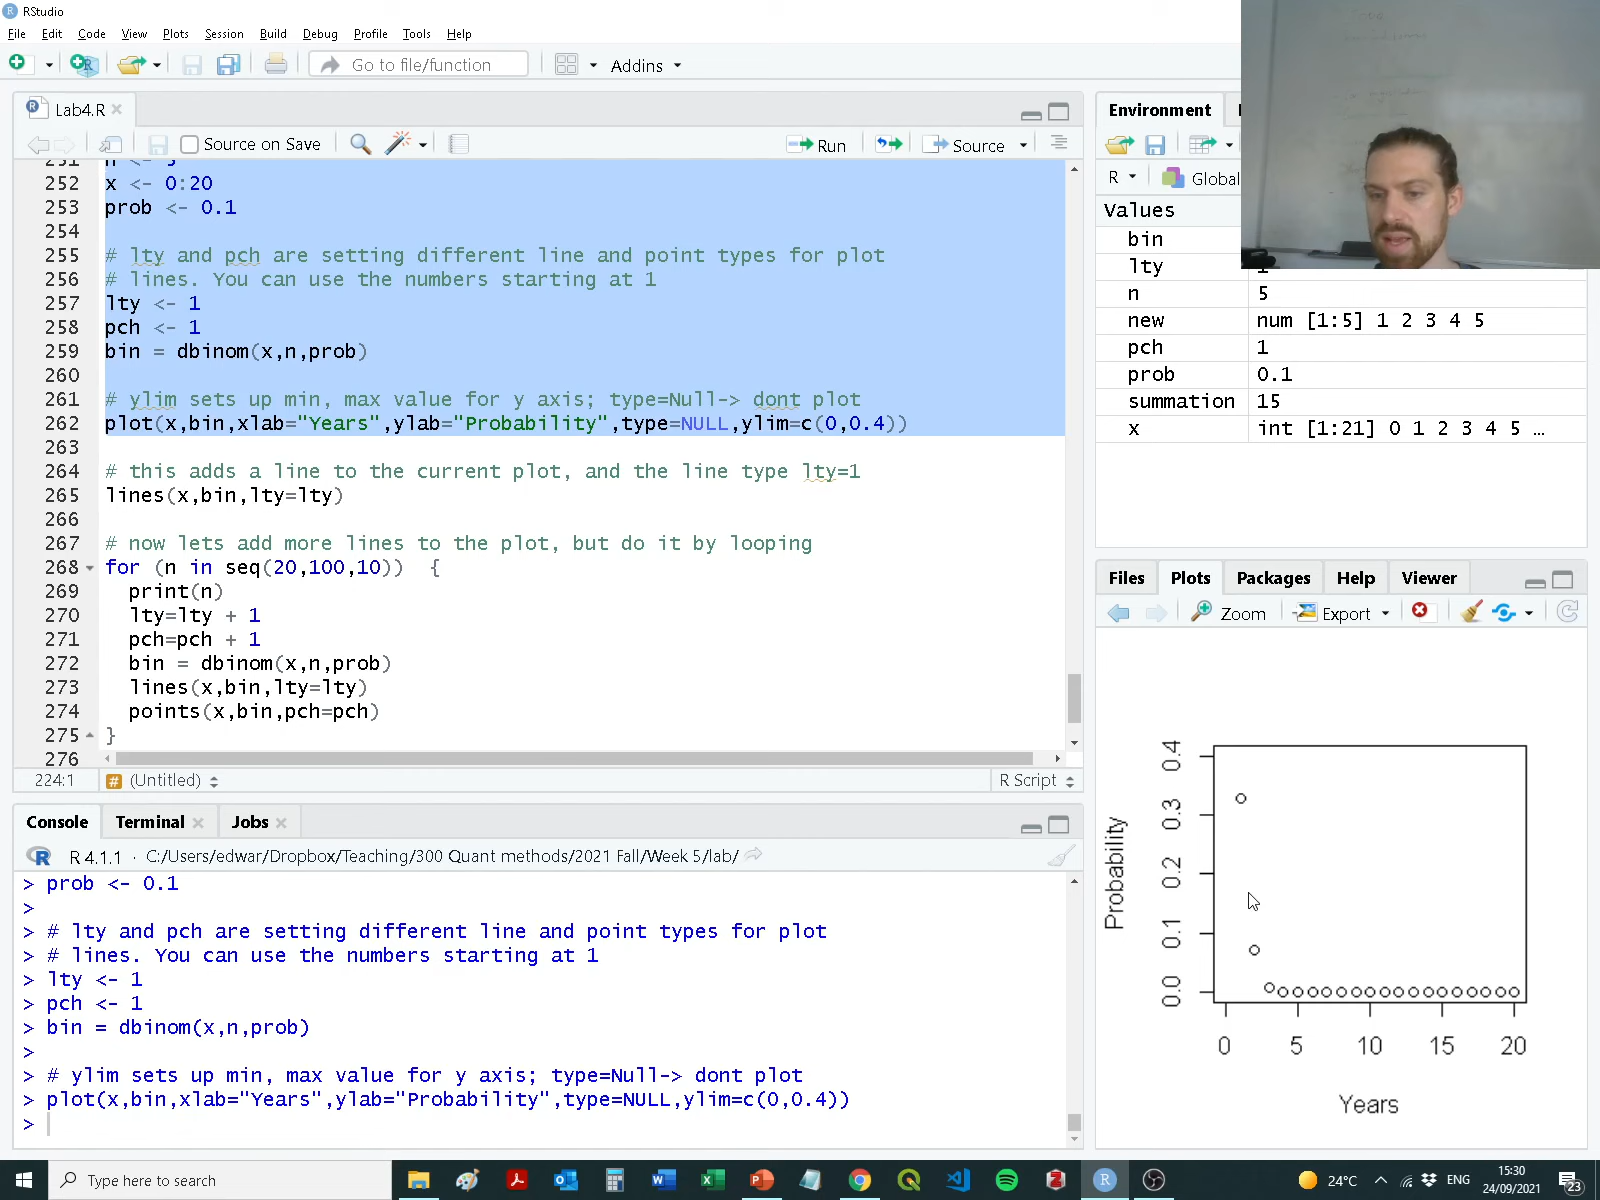 RStudio
File Edit Code View Plots Session Build Debug Profile Tools Help
Go to file/function Addins
Lab4.R
Source on Save Run Source
252 x <- 0:20
253 prob <- 0.1
254
255 # lty and pch are setting different line and point types for plot
256 # lines. You can use the numbers starting at 1
257 lty <- 1
258 pch <- 1
259 bin = dbinom(x,n,prob)
260
261 # ylim sets up min, max value for y axis; type=Null-> dont plot
262 plot(x,bin,xlab="Years",ylab="Probability",type=NULL,ylim=c(0,0.4))
263
264 # this adds a line to the current plot, and the line type lty=1
265 lines(x,bin,lty=lty)
266
267 # now lets add more lines to the plot, but do it by looping
268 for (n in seq(20,100,10)) {
269 print(n)
270 lty=lty + 1
271 pch=pch + 1
272 bin = dbinom(x,n,prob)
273 lines(x,bin,lty=lty)
274 points(x,bin,pch=pch)
275 }
276
224:1 (Untitled) R Script
Console Terminal Jobs
R 4.1.1 · C:/Users/edwar/Dropbox/Teaching/300 Quant methods/2021 Fall/Week 5/lab/
> prob <- 0.1
>
> # lty and pch are setting different line and point types for plot
> # lines. You can use the numbers starting at 1
> lty <- 1
> pch <- 1
> bin = dbinom(x,n,prob)
>
> # ylim sets up min, max value for y axis; type=Null-> dont plot
> plot(x,bin,xlab="Years",ylab="Probability",type=NULL,ylim=c(0,0.4))
>
Environment
R Global
Values
bin
lty
n 5
new num [1:5] 1 2 3 4 5
pch 1
prob 0.1
summation 15
x int [1:21] 0 1 2 3 4 5 ...
Files Plots Packages Help Viewer
Zoom Export
Probability
0.4
0.3
0.2
0.1
0.0
0 5 10 15 20
Years
Type here to search
24°C ENG
15:30
24/09/2021
23